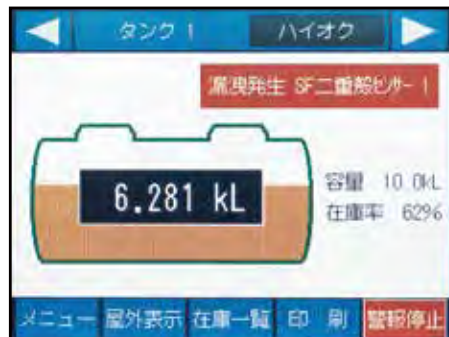 タンク 1 ハイオク
漏洩発生 SF二重殻センサー 1
6.281 kL
容量 10.0kL
在庫率 62%
メニュー 屋外表示 在庫一覧 印 刷 警報停止